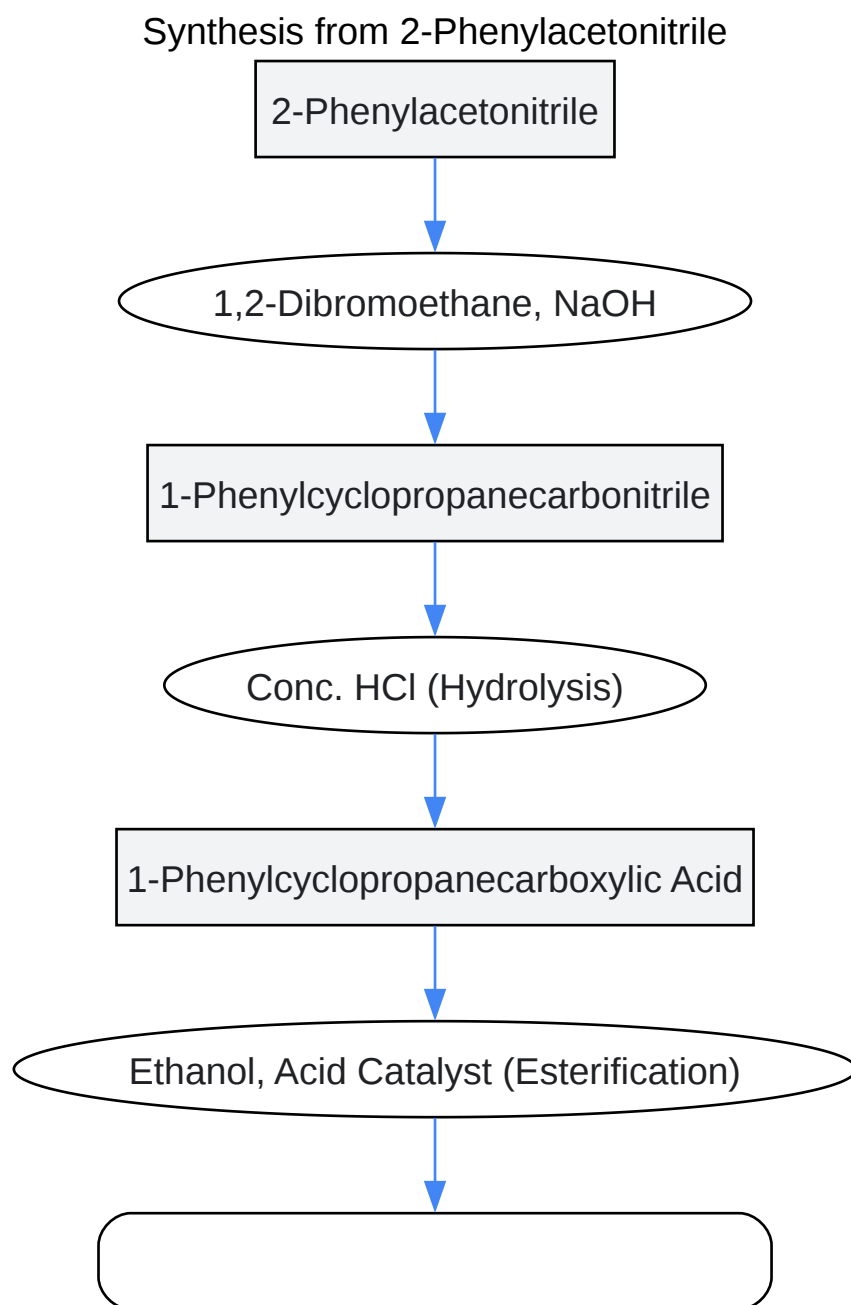 Synthesis from 2-Phenylacetonitrile
2-Phenylacetonitrile
1,2-Dibromoethane, NaOH
1-Phenylcyclopropanecarbonitrile
Conc. HCl (Hydrolysis)
1-Phenylcyclopropanecarboxylic Acid
Ethanol, Acid Catalyst (Esterification)